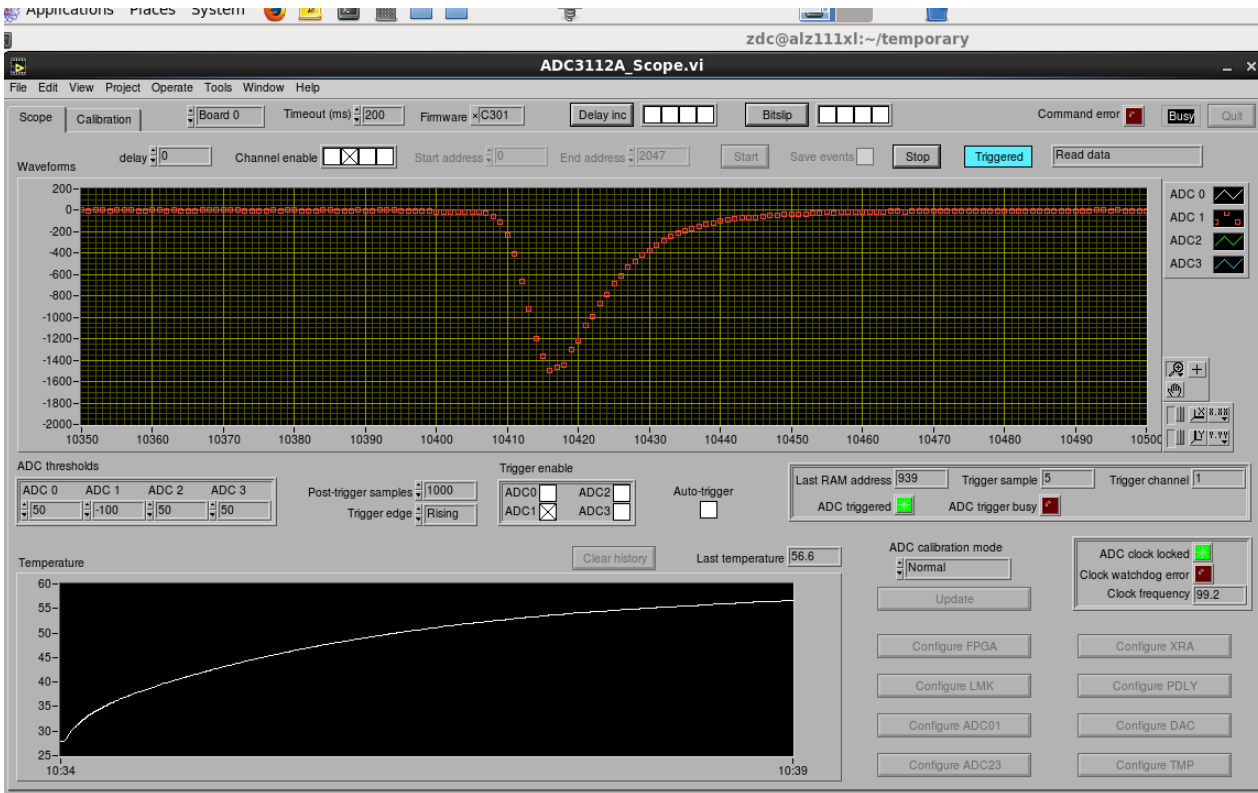 Applications Places System
zdc@alz111xl:~/temporary
ADC3112A_Scope.vi
File Edit View Project Operate Tools Window Help
Scope Calibration Board 0 Timeout (ms) 200 Firmware xC301 Delay inc Bitslip Command error Busy Quit
delay 0 Channel enable Start address 0 End address 2047 Start Save events Stop Triggered Read data
Waveforms
200
0
-200
-400
-600
-800
-1000
-1200
-1400
-1600
-1800
-2000
10350 10360 10370 10380 10390 10400 10410 10420 10430 10440 10450 10460 10470 10480 10490 10500
ADC 0
ADC 1
ADC2
ADC3
X X.XX
Y Y.YY
ADC thresholds
ADC 0 ADC 1 ADC 2 ADC 3
50 -100 50 50
Post-trigger samples 1000
Trigger edge Rising
Trigger enable
ADC0 ADC2
ADC1 ADC3
Auto-trigger
Last RAM address 939 Trigger sample 5 Trigger channel 1
ADC triggered ADC trigger busy
Temperature Clear history Last temperature 56.6
60
55
50
45
40
35
30
25
10:34 10:39
ADC calibration mode
Normal
Update
ADC clock locked
Clock watchdog error
Clock frequency 99.2
Configure FPGA Configure XRA
Configure LMK Configure PDLY
Configure ADC01 Configure DAC
Configure ADC23 Configure TMP